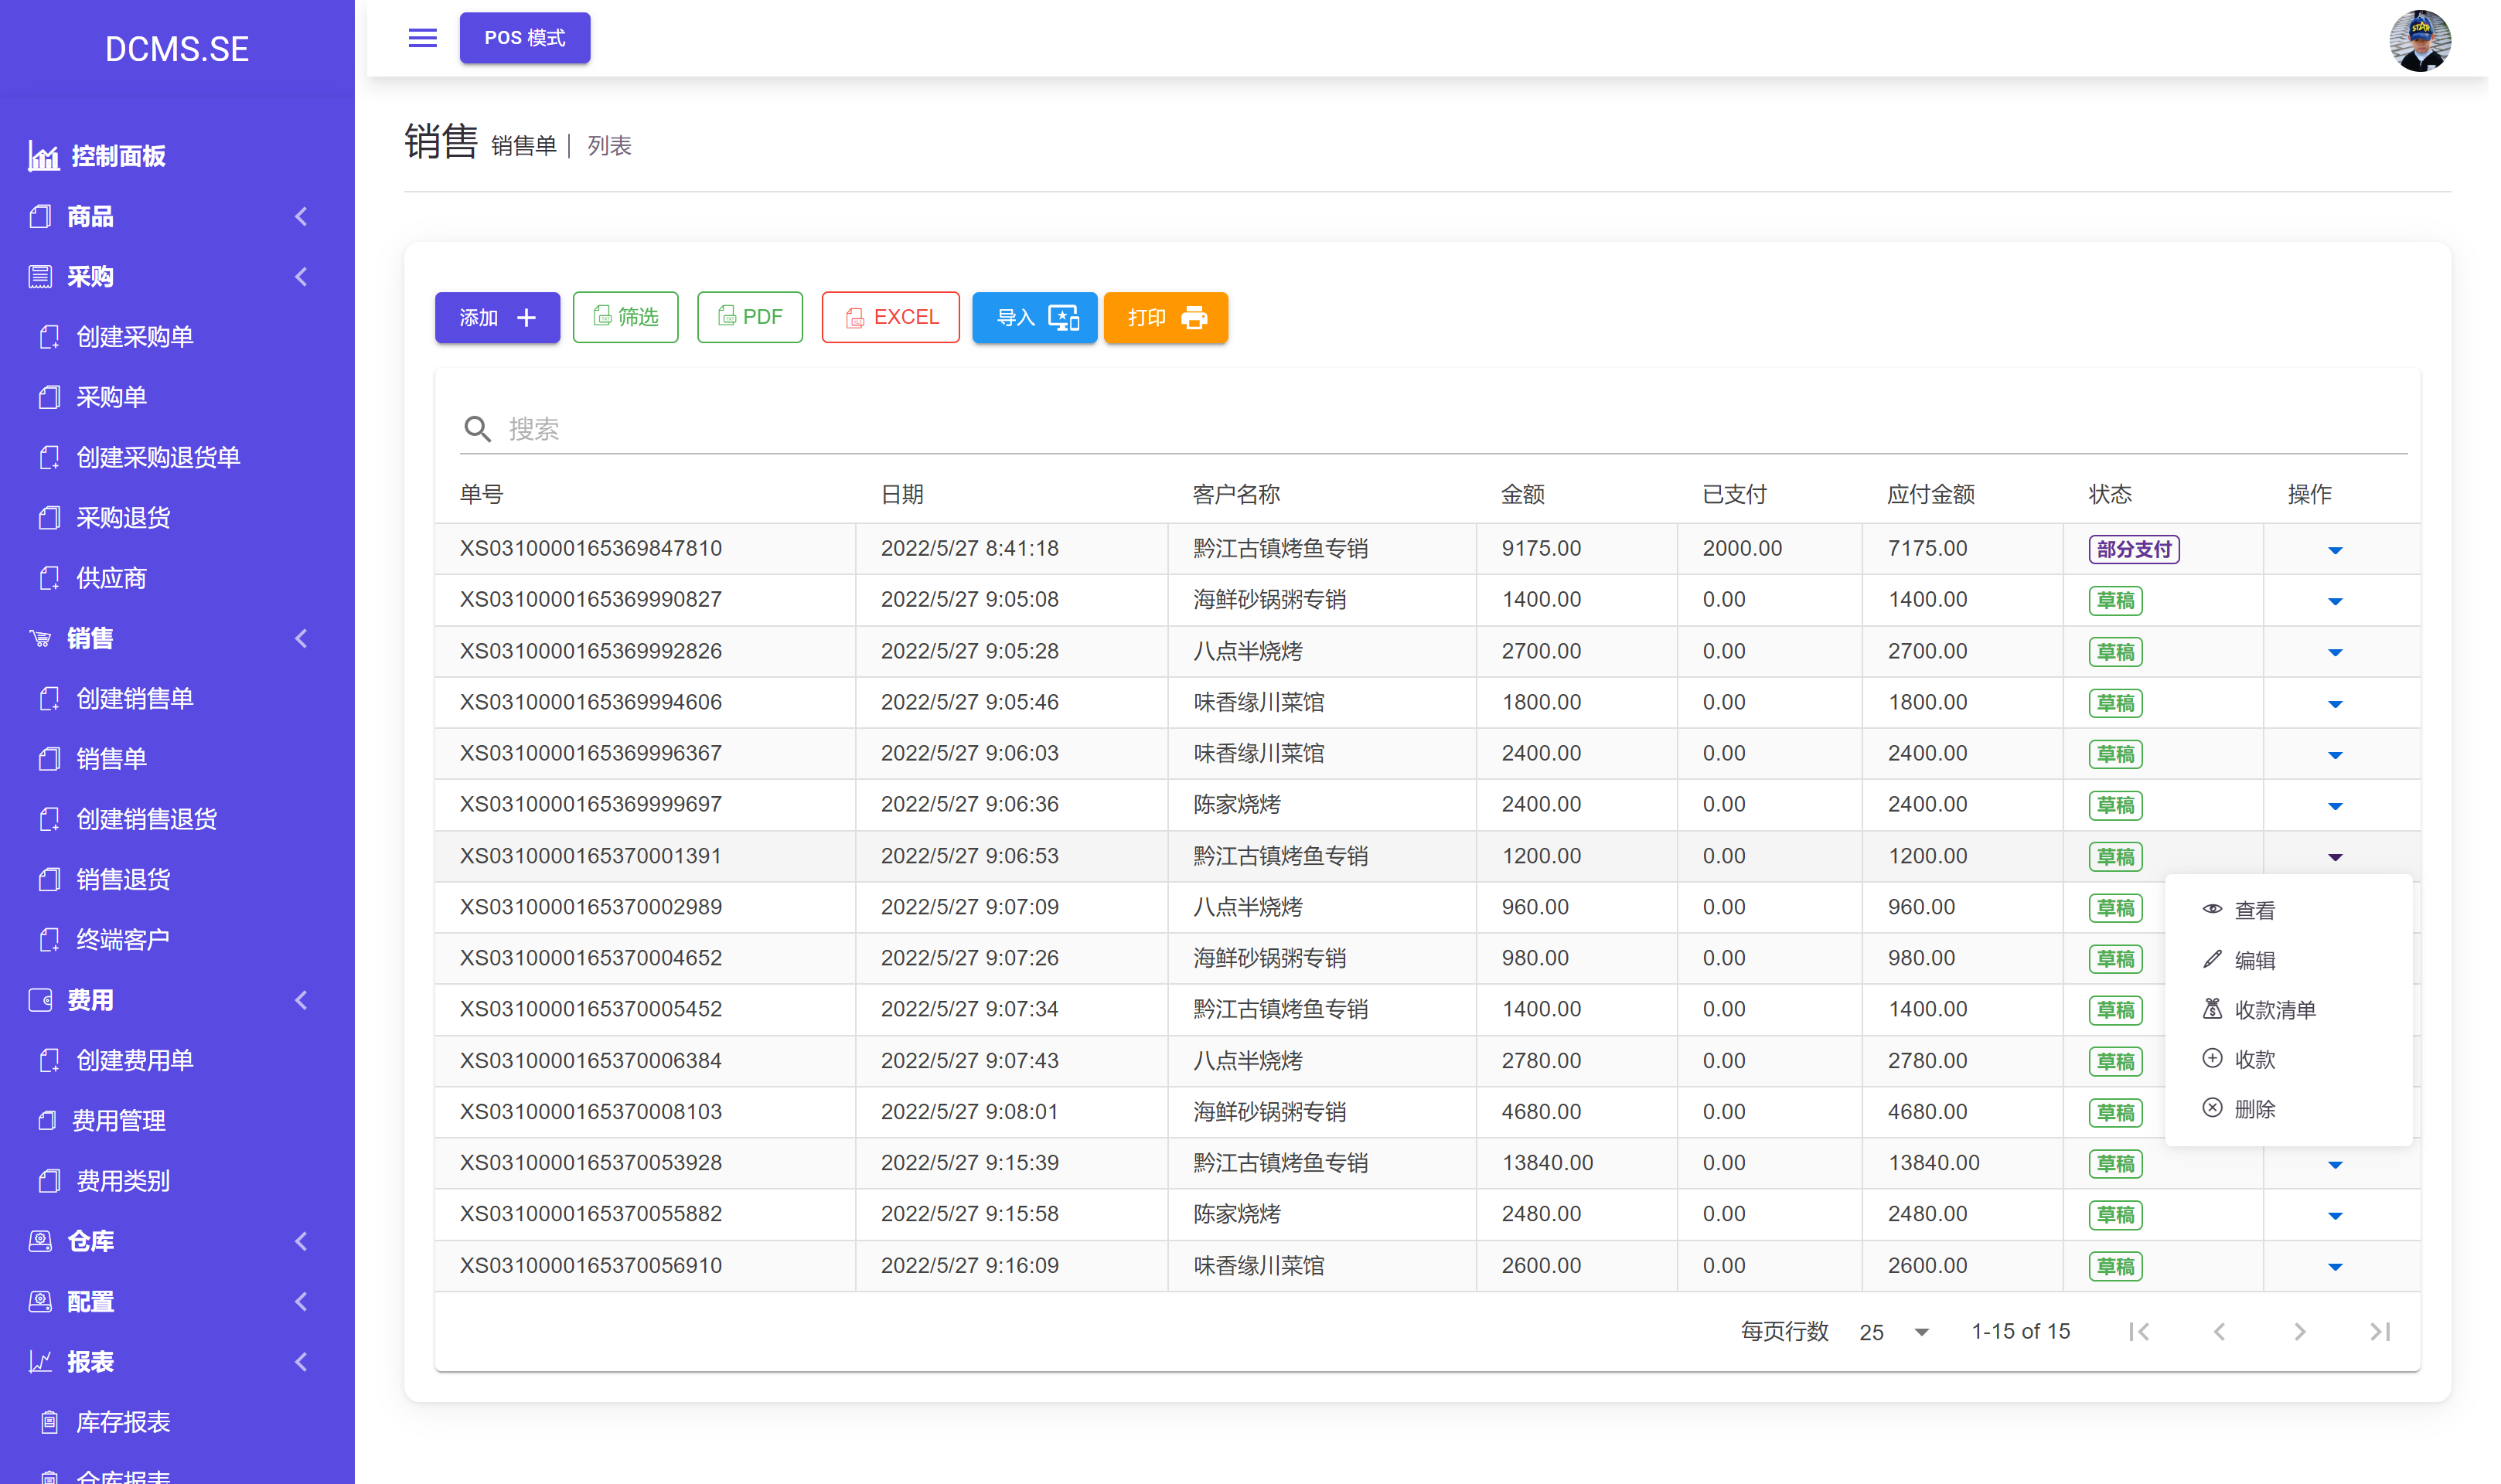 DCMS.SE
控制面板
商品
采购
创建采购单
采购单
创建采购退货单
采购退货
供应商
销售
创建销售单
销售单
创建销售退货
销售退货
终端客户
费用
创建费用单
费用管理
费用类别
仓库
配置
报表
库存报表
仓库报表
POS 模式
销售 销售单 | 列表
添加 筛选 PDF EXCEL 导入 打印
搜索
单号 日期 客户名称 金额 已支付 应付金额 状态 操作
XS0310000165369847810 2022/5/27 8:41:18 黔江古镇烤鱼专销 9175.00 2000.00 7175.00 部分支付
XS0310000165369990827 2022/5/27 9:05:08 海鲜砂锅粥专销 1400.00 0.00 1400.00 草稿
XS0310000165369992826 2022/5/27 9:05:28 八点半烧烤 2700.00 0.00 2700.00 草稿
XS0310000165369994606 2022/5/27 9:05:46 味香缘川菜馆 1800.00 0.00 1800.00 草稿
XS0310000165369996367 2022/5/27 9:06:03 味香缘川菜馆 2400.00 0.00 2400.00 草稿
XS0310000165369999697 2022/5/27 9:06:36 陈家烧烤 2400.00 0.00 2400.00 草稿
XS0310000165370001391 2022/5/27 9:06:53 黔江古镇烤鱼专销 1200.00 0.00 1200.00 草稿
XS0310000165370002989 2022/5/27 9:07:09 八点半烧烤 960.00 0.00 960.00 草稿
XS0310000165370004652 2022/5/27 9:07:26 海鲜砂锅粥专销 980.00 0.00 980.00 草稿
XS0310000165370005452 2022/5/27 9:07:34 黔江古镇烤鱼专销 1400.00 0.00 1400.00 草稿
XS0310000165370006384 2022/5/27 9:07:43 八点半烧烤 2780.00 0.00 2780.00 草稿
XS0310000165370008103 2022/5/27 9:08:01 海鲜砂锅粥专销 4680.00 0.00 4680.00 草稿
XS0310000165370053928 2022/5/27 9:15:39 黔江古镇烤鱼专销 13840.00 0.00 13840.00 草稿
XS0310000165370055882 2022/5/27 9:15:58 陈家烧烤 2480.00 0.00 2480.00 草稿
XS0310000165370056910 2022/5/27 9:16:09 味香缘川菜馆 2600.00 0.00 2600.00 草稿
查看
编辑
收款清单
收款
删除
每页行数 25 1-15 of 15